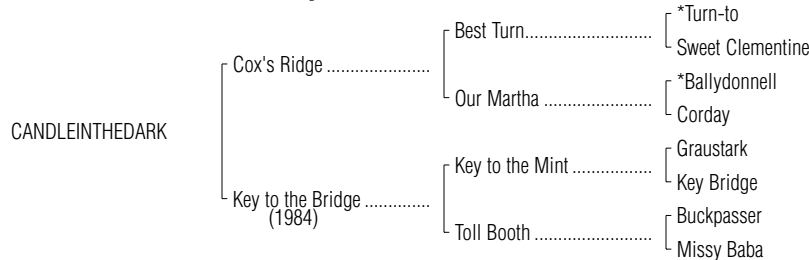 *Turn-to
Best Turn..............................
Sweet Clementine
Cox's Ridge ........................
*Ballydonnell
Our Martha .........................
Corday
CANDLEINTHEDARK
Graustark
Key to the Mint ..................
Key Bridge
Key to the Bridge ...............
(1984)
Buckpasser
Toll Booth ...........................
Missy Baba